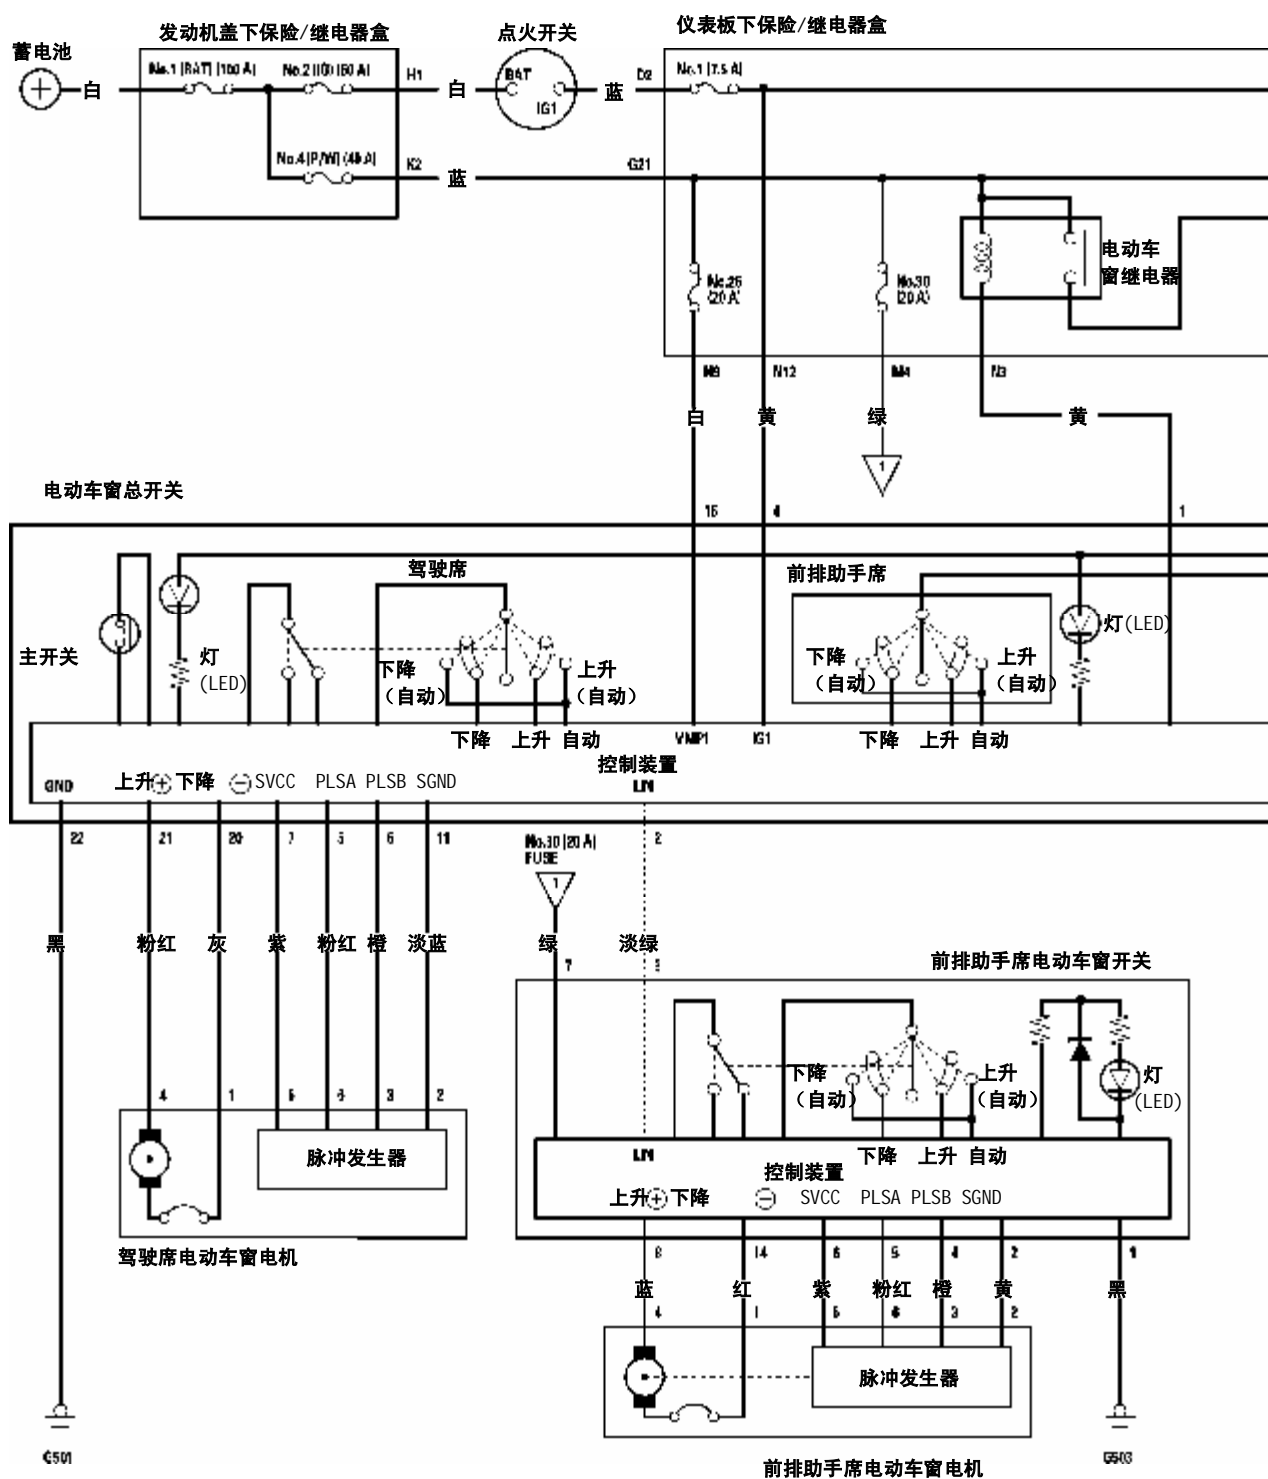 发动机盖下保险/继电器盒
点火开关
仪表板下保险/继电器盒
蓄电池
No.1 (BAT) (100 A)
No.2 (IG) (50 A)
H1
BAT
IG1
D2
No.1 (7.5 A)
白
白
蓝
No.4 (P/W) (40 A)
K2
蓝
G21
No.25
(20 A)
No.30
(20 A)
电动车
窗继电器
N9
N12
M4
N3
白
黄
绿
黄
1
电动车窗总开关
16
4
1
驾驶席
前排助手席
主开关
灯
(LED)
下降
(自动)
上升
(自动)
下降
(自动)
上升
(自动)
灯(LED)
下降
上升
自动
VMP1
IG1
下降
上升
自动
控制装置
GND
上升
下降
SVCC
PLSA
PLSB
SGND
LIN
22
21
20
7
5
6
11
2
No.30 (20 A)
FUSE
1
黑
粉红
灰
紫
粉红
橙
淡蓝
绿
淡绿
7
前排助手席电动车窗开关
下降
(自动)
上升
(自动)
灯
(LED)
4
1
5
6
3
2
脉冲发生器
驾驶席电动车窗电机
LIN
下降
上升
自动
控制装置
上升
下降
SVCC
PLSA
PLSB
SGND
8
14
6
5
4
2
1
蓝
红
紫
粉红
橙
黄
黑
4
1
5
6
3
2
脉冲发生器
G501
G503
前排助手席电动车窗电机